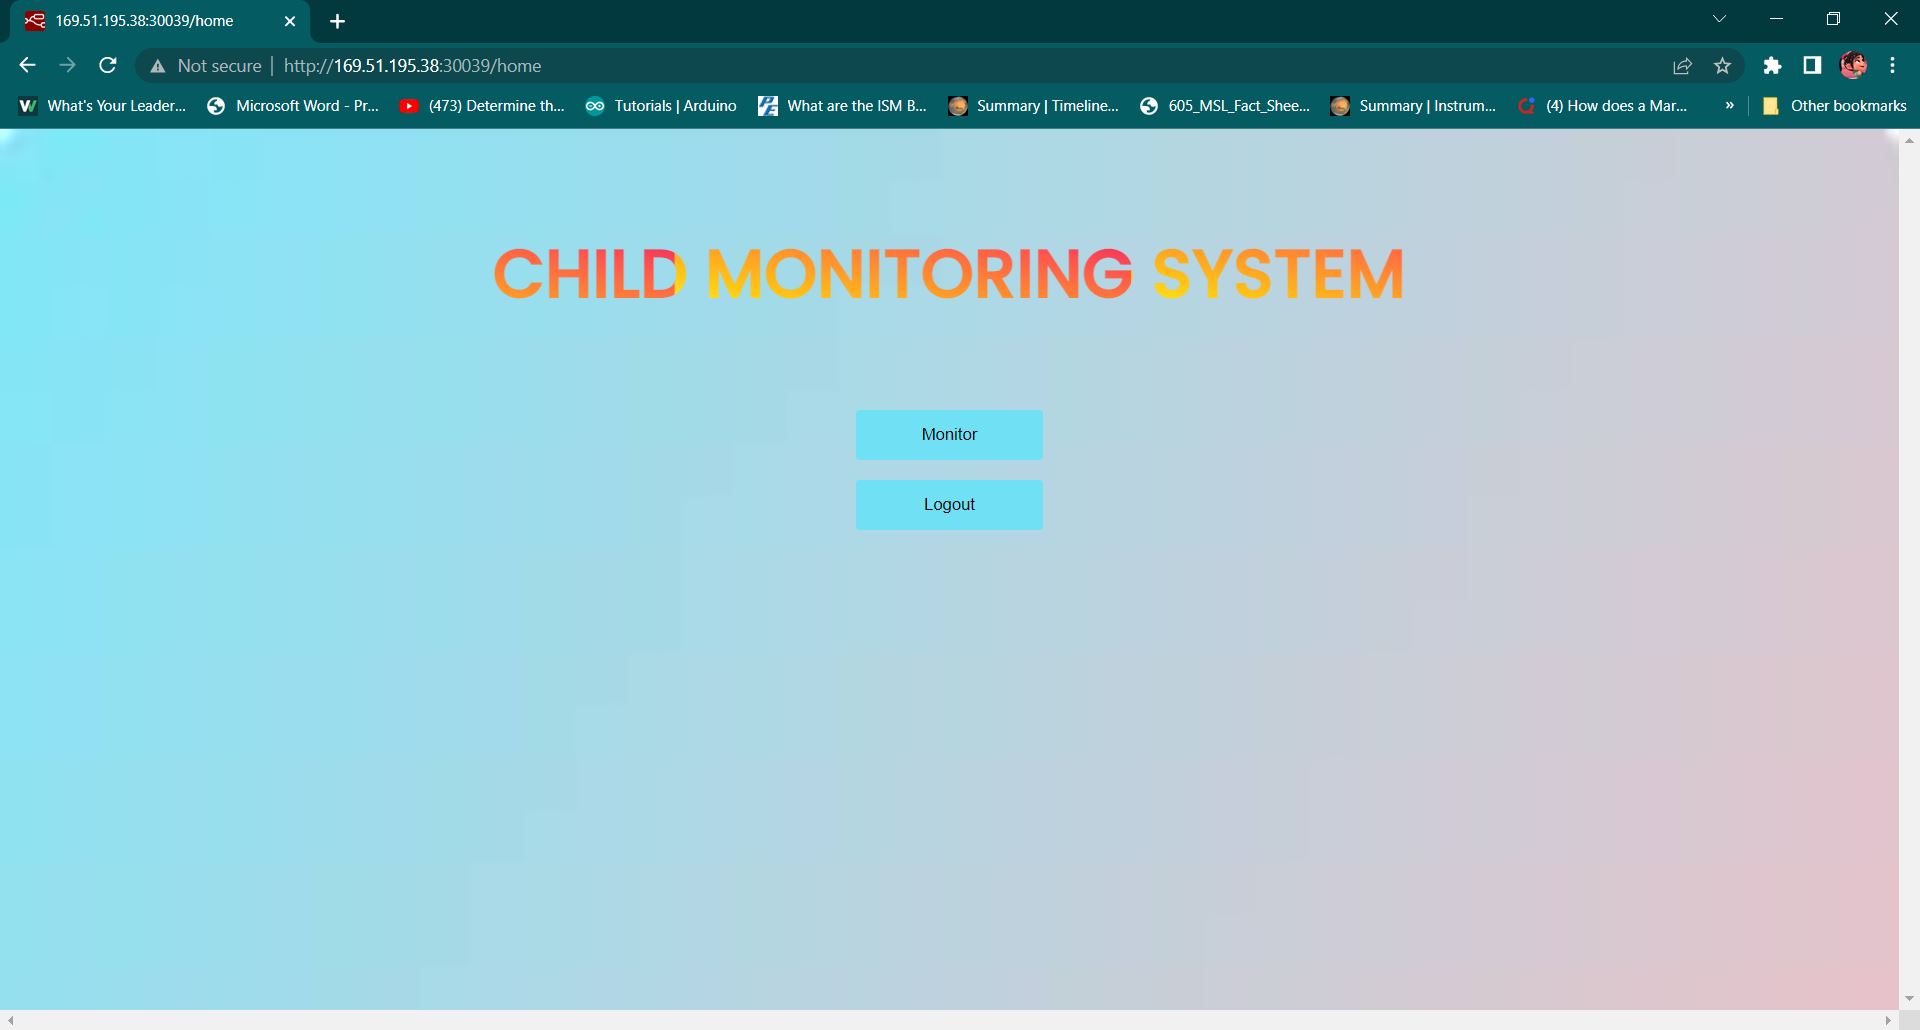 169.51.195.38:30039/home
Not secure | http://169.51.195.38:30039/home
What's Your Leader... Microsoft Word - Pr... (473) Determine th... Tutorials | Arduino What are the ISM B... Summary | Timeline... 605_MSL_Fact_Shee... Summary | Instrum... (4) How does a Mar... » Other bookmarks
CHILD MONITORING SYSTEM
Monitor
Logout